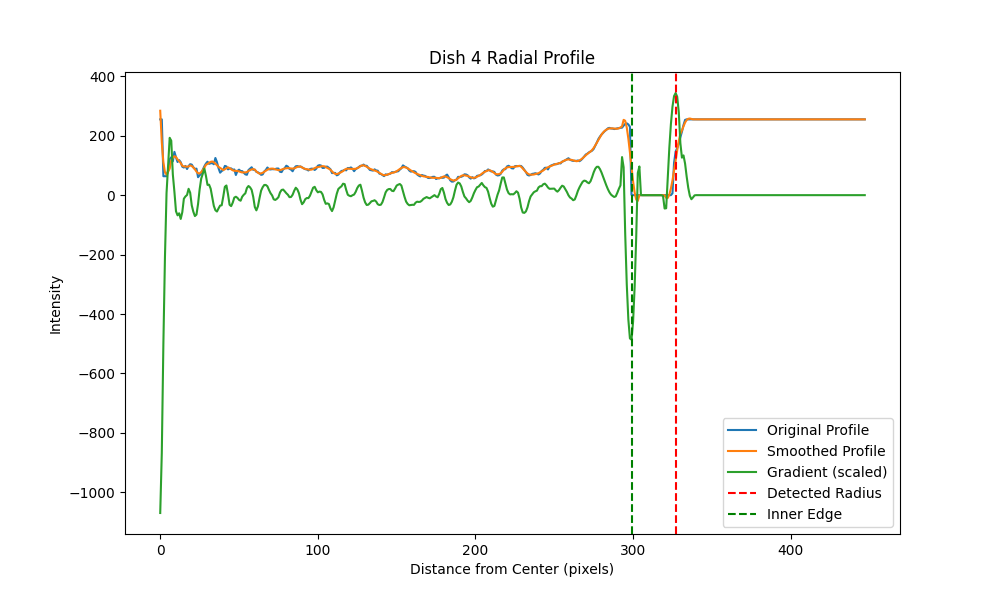 Dish 4 Radial Profile
400
200
0
−200
−400
−600
−800
−1000
Intensity
0 100 200 300 400
Distance from Center (pixels)
Original Profile
Smoothed Profile
Gradient (scaled)
Detected Radius
Inner Edge